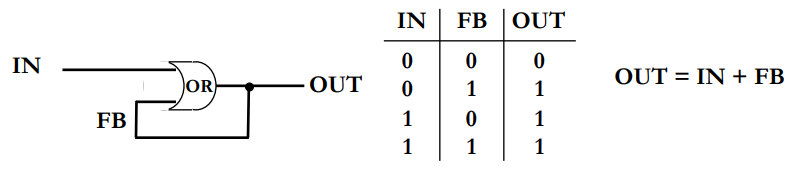 IN
OR
OUT
FB
IN FB OUT
0 0 0
0 1 1
1 0 1
1 1 1
OUT = IN + FB